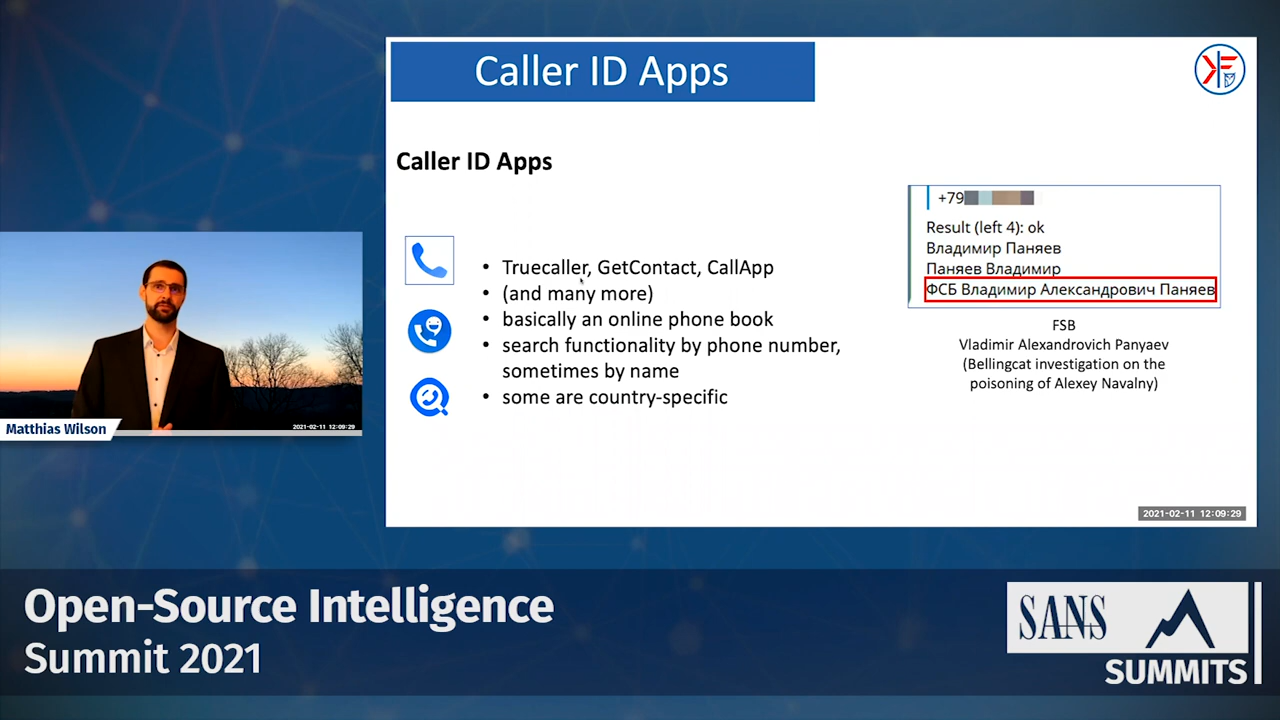 Caller ID Apps
Caller ID Apps
• Truecaller, GetContact, CallApp
• (and many more)
• basically an online phone book
• search functionality by phone number,
sometimes by name
• some are country-specific
+79
Result (left 4): ok
Владимир Паняев
Паняев Владимир
ФСБ Владимир Александрович Паняев
FSB
Vladimir Alexandrovich Panyaev
(Bellingcat investigation on the
poisoning of Alexey Navalny)
2021-02-11 12:09:29
Matthias Wilson
2021-02-11 12:09:29
Open-Source Intelligence
Summit 2021
SANS
SUMMITS